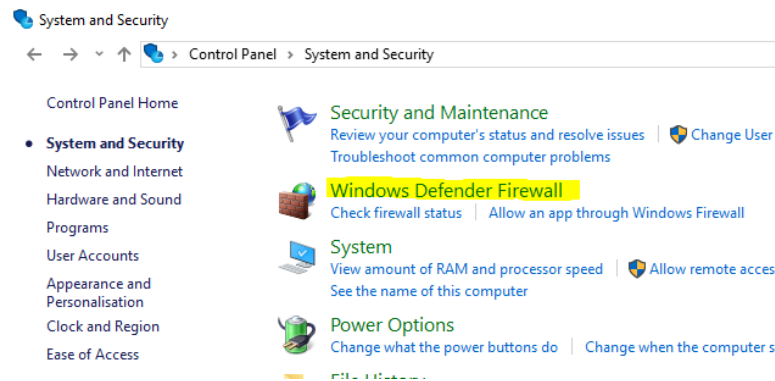 System and Security
Control Panel > System and Security
Control Panel Home
System and Security
Network and Internet
Hardware and Sound
Programs
User Accounts
Appearance and
Personalisation
Clock and Region
Ease of Access
Security and Maintenance
Review your computer's status and resolve issues | Change User
Troubleshoot common computer problems
Windows Defender Firewall
Check firewall status | Allow an app through Windows Firewall
System
View amount of RAM and processor speed | Allow remote acces
See the name of this computer
Power Options
Change what the power buttons do | Change when the computer s
File History